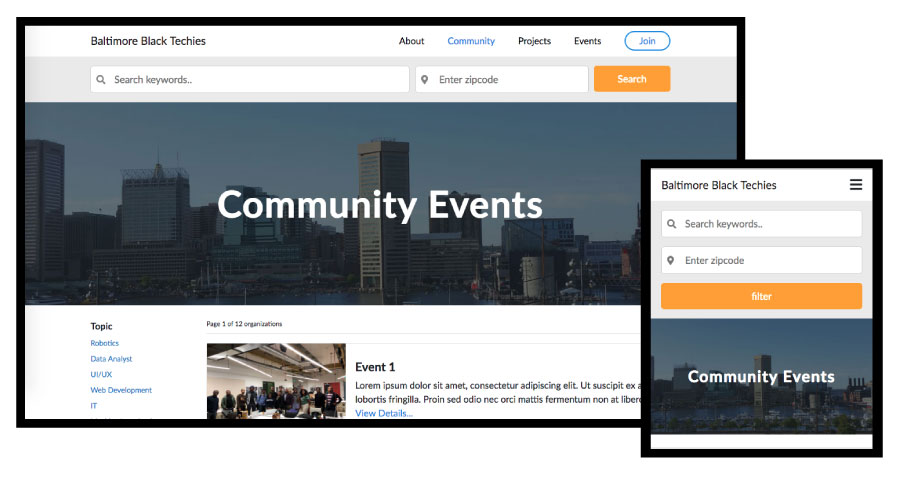 Baltimore Black Techies
About Community Projects Events Join
Search keywords.. Enter zipcode Search
Community Events
Topic
Robotics
Data Analyst
UI/UX
Web Development
IT
Page 1 of 12 organizations
Event 1
Lorem ipsum dolor sit amet, consectetur adipiscing elit. Ut suscipit ex a
lobortis fringilla. Proin sed odio nec orci mattis fermentum non at liber
View Details...
Baltimore Black Techies
Search keywords..
Enter zipcode
filter
Community Events